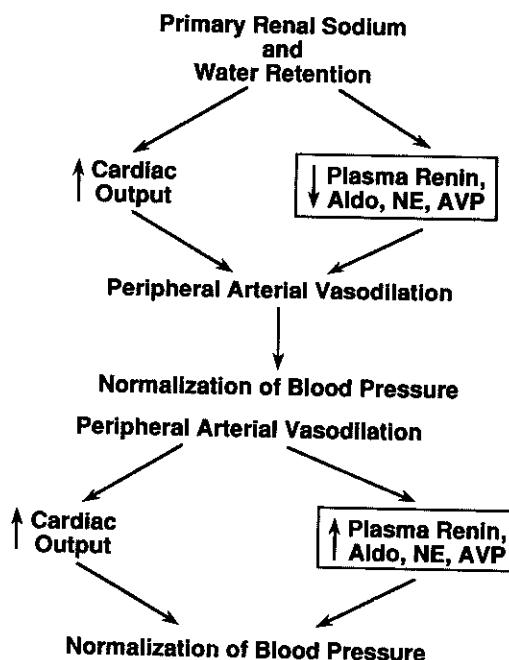 Primary Renal Sodium
and
Water Retention
↑ Cardiac
Output
↓ Plasma Renin,
Aldo, NE, AVP
Peripheral Arterial Vasodilation
Normalization of Blood Pressure
Peripheral Arterial Vasodilation
↑ Cardiac
Output
↑ Plasma Renin,
Aldo, NE, AVP
Normalization of Blood Pressure